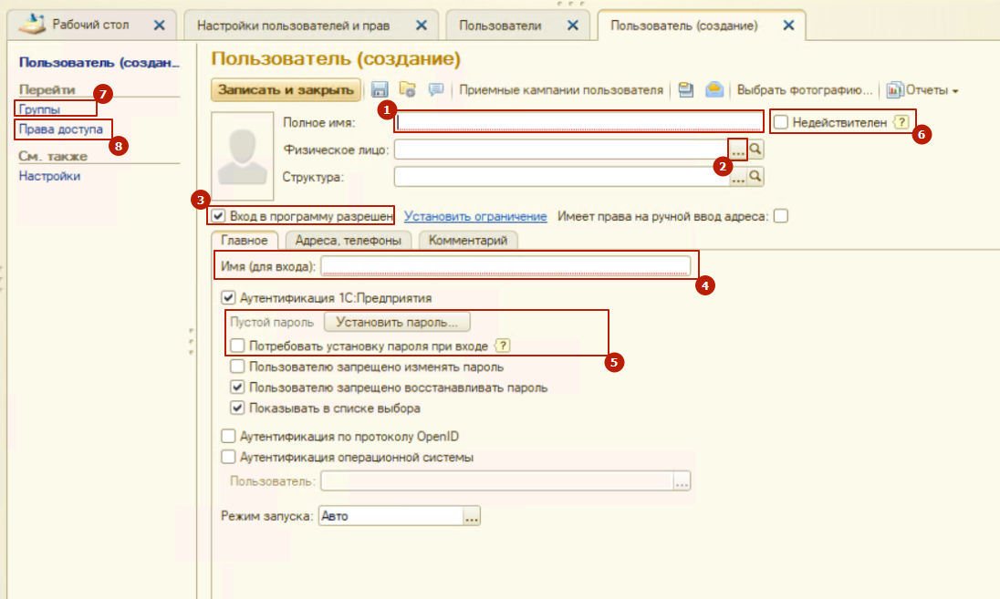 Рабочий стол
Настройки пользователей и прав
Пользователи
Пользователь (создание)
Пользователь (создан...
Перейти
7
Группы
Права доступа
8
См. также
Настройки
Пользователь (создание)
Записать и закрыть
Приемные кампании пользователя
Выбрать фотографию...
Отчеты
1
Полное имя:
Недействителен ?
6
Физическое лицо: ...
2
Структура: ...
3
Вход в программу разрешен Установить ограничение Имеет права на ручной ввод адреса:
Главное Адреса, телефоны Комментарий
Имя (для входа):
4
Аутентификация 1С:Предприятия
Пустой пароль Установить пароль...
Потребовать установку пароля при входе ?
5
Пользователю запрещено изменять пароль
Пользователю запрещено восстанавливать пароль
Показывать в списке выбора
Аутентификация по протоколу OpenID
Аутентификация операционной системы
Пользователь: ...
Режим запуска: Авто ...